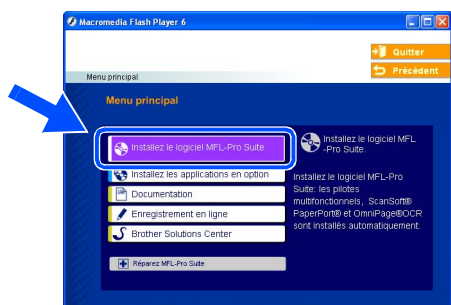 Macromedia Flash Player 6
Quitter
Précédent
Menu principal
Menu principal
Installez le logiciel MFL-Pro Suite.
Installez les applications en option
Documentation
Enregistrement en ligne
Brother Solutions Center
Réparez MFL-Pro Suite
Installez le logiciel MFL
-Pro Suite.
Installez le logiciel MFL-Pro
Suite: les pilotes
multifonctionnels, ScanSoft®
PaperPort® et OmniPage®OCR
sont installés automatiquement.